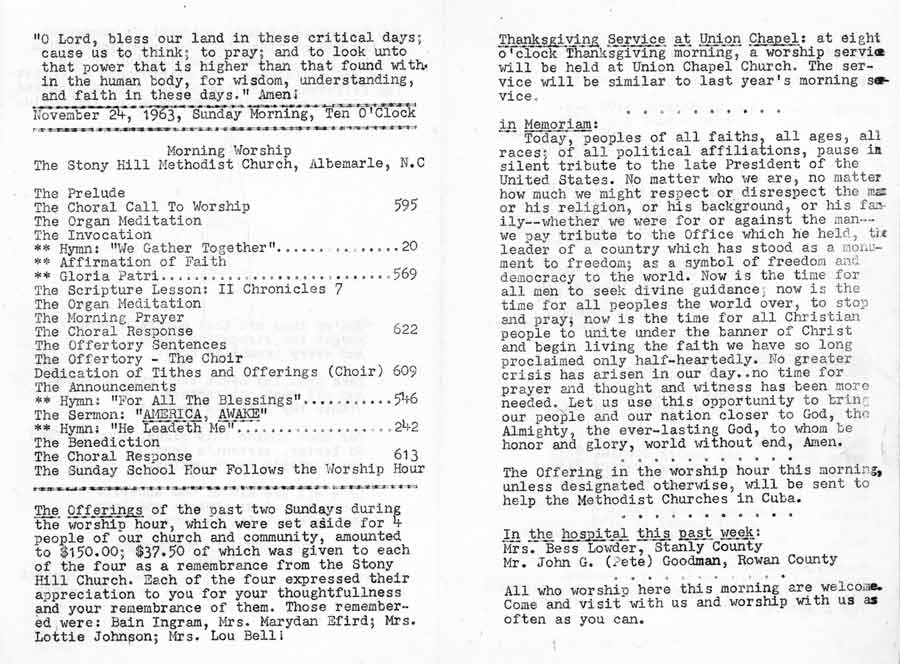 "O Lord, bless our land in these critical days;
cause us to think; to pray; and to look unto
that power that is higher than that found with-
in the human body, for wisdom, understanding,
and faith in these days." Amen!
November 24, 1963, Sunday Morning, Ten O'Clock
Morning Worship
The Stony Hill Methodist Church, Albemarle, N.C
The Prelude
The Choral Call To Worship 595
The Organ Meditation
The Invocation
** Hymn: "We Gather Together"...............20
** Affirmation of Faith
** Gloria Patri.............................569
The Scripture Lesson: II Chronicles 7
The Organ Meditation
The Morning Prayer
The Choral Response 622
The Offertory Sentences
The Offertory - The Choir
Dedication of Tithes and Offerings (Choir) 609
The Announcements
** Hymn: "For All The Blessings"............546
The Sermon: "AMERICA, AWAKE"
** Hymn: "He Leadeth Me"....................242
The Benediction
The Choral Response 613
The Sunday School Hour Follows the Worship Hour
The Offerings of the past two Sundays during
the worship hour, which were set aside for 4
people of our church and community, amounted
to $150.00; $37.50 of which was given to each
of the four as a remembrance from the Stony
Hill Church. Each of the four expressed their
appreciation to you for your thoughtfullness
and your remembrance of them. Those remember-
ed were: Bain Ingram, Mrs. Marydan Efird; Mrs.
Lottie Johnson; Mrs. Lou Bell!
Thanksgiving Service at Union Chapel: at eight
o'clock Thanksgiving morning, a worship service
will be held at Union Chapel Church. The ser-
vice will be similar to last year's morning ser-
vice.
in Memoriam:
Today, peoples of all faiths, all ages, all
races; of all political affiliations, pause in
silent tribute to the late President of the
United States. No matter who we are, no matter
how much we might respect or disrespect the man
or his religion, or his background, or his fam-
ily--whether we were for or against the man---
we pay tribute to the Office which he held, the
leader of a country which has stood as a monu-
ment to freedom; as a symbol of freedom and
democracy to the world. Now is the time for
all men to seek divine guidance; now is the
time for all peoples the world over, to stop
and pray; now is the time for all Christian
people to unite under the banner of Christ
and begin living the faith we have so long
proclaimed only half-heartedly. No greater
crisis has arisen in our day..no time for
prayer and thought and witness has been more
needed. Let us use this opportunity to bring
our people and our nation closer to God, the
Almighty, the ever-lasting God, to whom be
honor and glory, world without end, Amen.
The Offering in the worship hour this morning,
unless designated otherwise, will be sent to
help the Methodist Churches in Cuba.
In the hospital this past week:
Mrs. Bess Lowder, Stanly County
Mr. John G. (Pete) Goodman, Rowan County
All who worship here this morning are welcome.
Come and visit with us and worship with us as
often as you can.